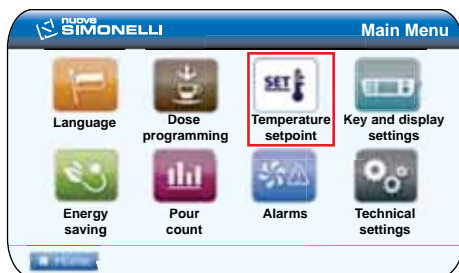 nuova
SIMONELLI
Main Menu
SET
Language
Dose
programming
Temperature
setpoint
Key and display
settings
Energy
saving
Pour
count
Alarms
Technical
settings
Home